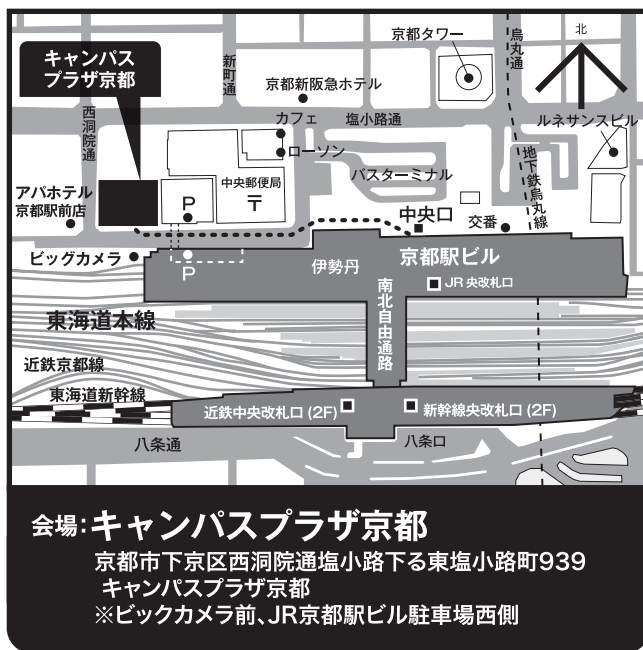 京都タワー
烏丸通
北
キャンパス
プラザ京都
新町通
京都新阪急ホテル
西洞院通
カフェ
塩小路通
ルネサンスビル
ローソン
地下鉄烏丸線
バスターミナル
中央郵便局
〒
アパホテル
京都駅前店
P
中央口
交番
ビッグカメラ
P
伊勢丹
京都駅ビル
JR 央改札口
南北自由通路
東海道本線
近鉄京都線
東海道新幹線
近鉄中央改札口 (2F)
新幹線央改札口 (2F)
八条通
八条口
会場:キャンパスプラザ京都
京都市下京区西洞院通塩小路下る東塩小路町939
キャンパスプラザ京都
※ビックカメラ前、JR京都駅ビル駐車場西側